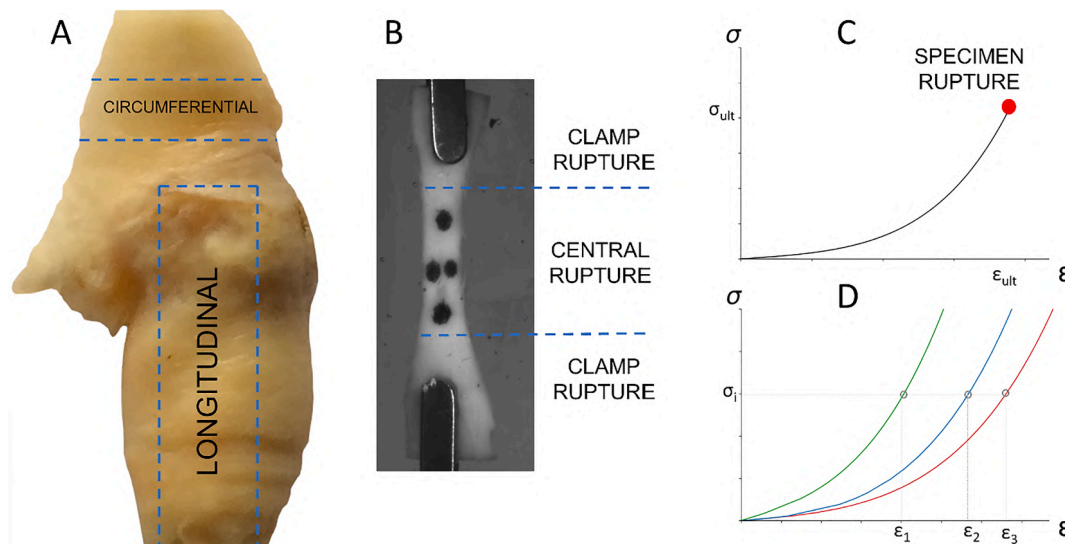 A
CIRCUMFERENTIAL
LONGITUDINAL
B
CLAMP
RUPTURE
CENTRAL
RUPTURE
CLAMP
RUPTURE
C
σ
SPECIMEN
RUPTURE
σult
εult
ε
D
σ
σi
ε1
ε2
ε3
ε